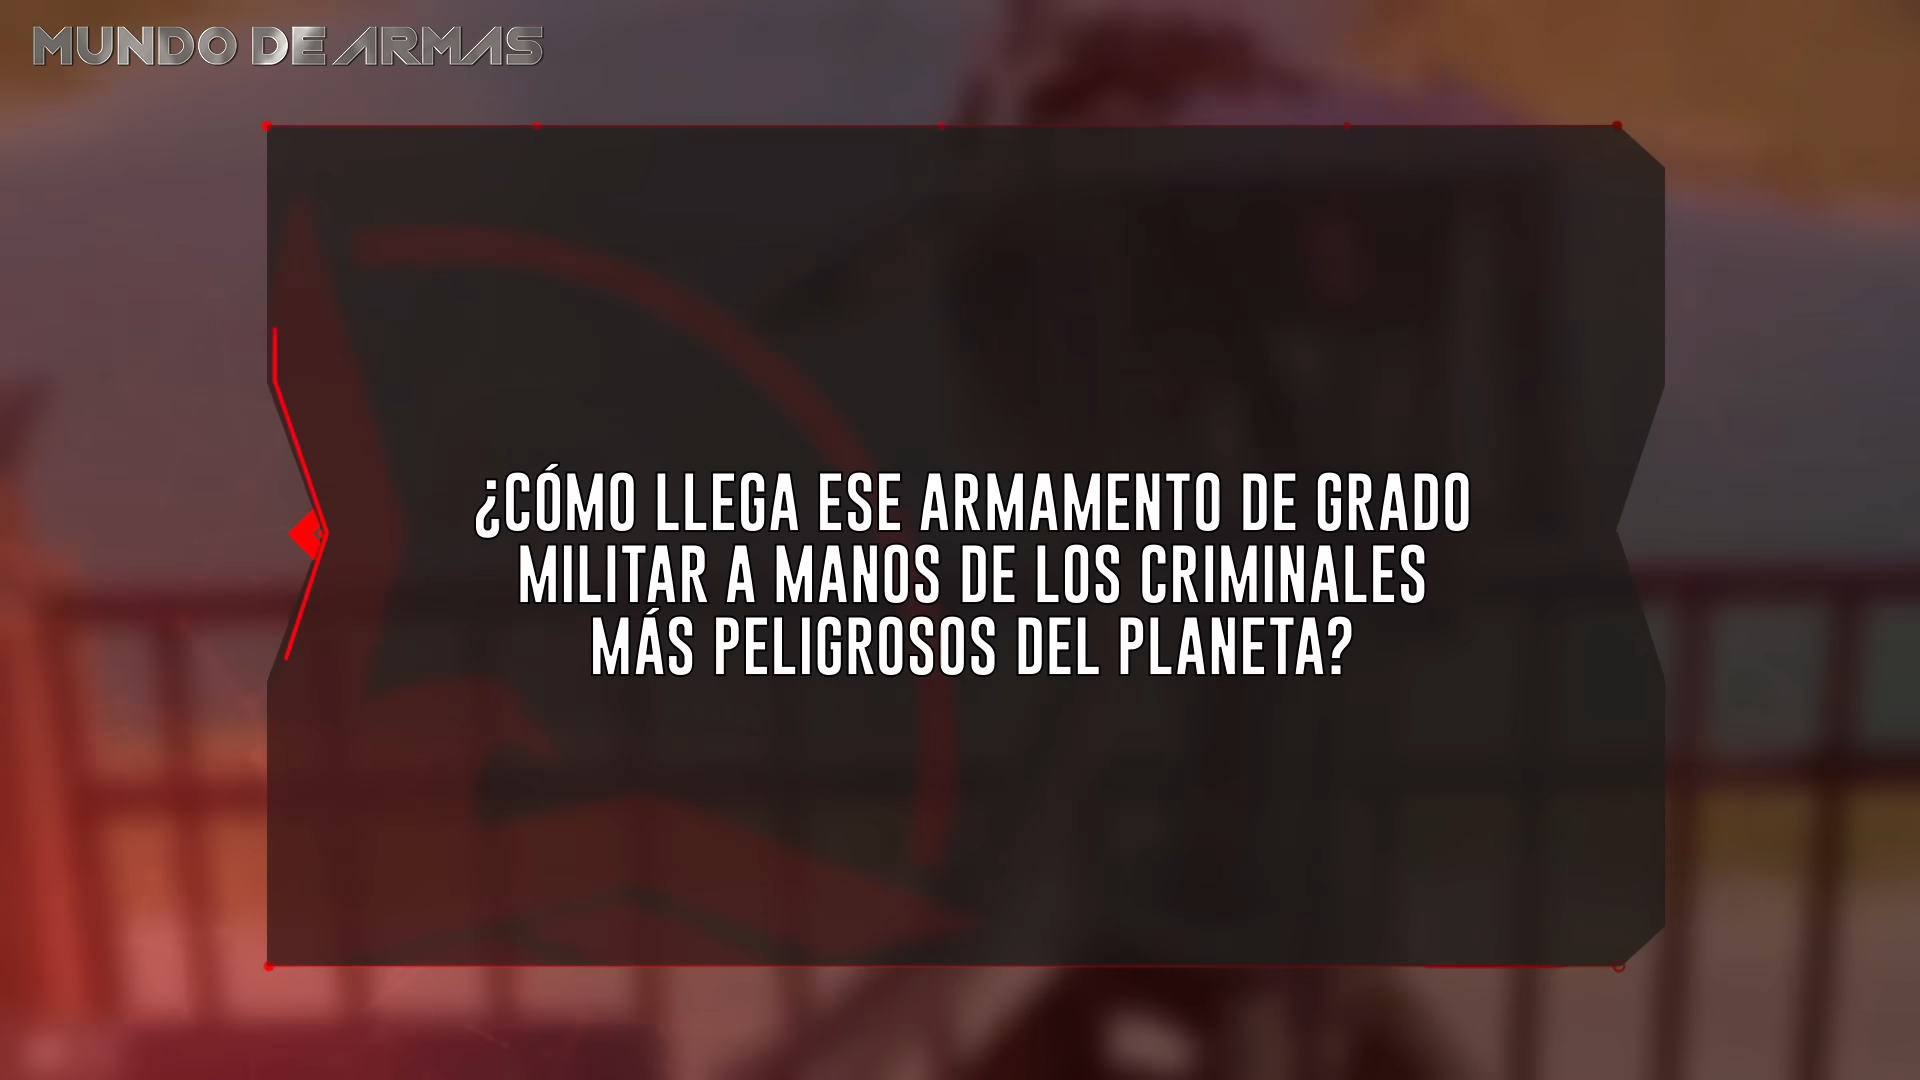 MUNDO DE ARMAS
¿CÓMO LLEGA ESE ARMAMENTO DE GRADO
MILITAR A MANOS DE LOS CRIMINALES
MÁS PELIGROSOS DEL PLANETA?